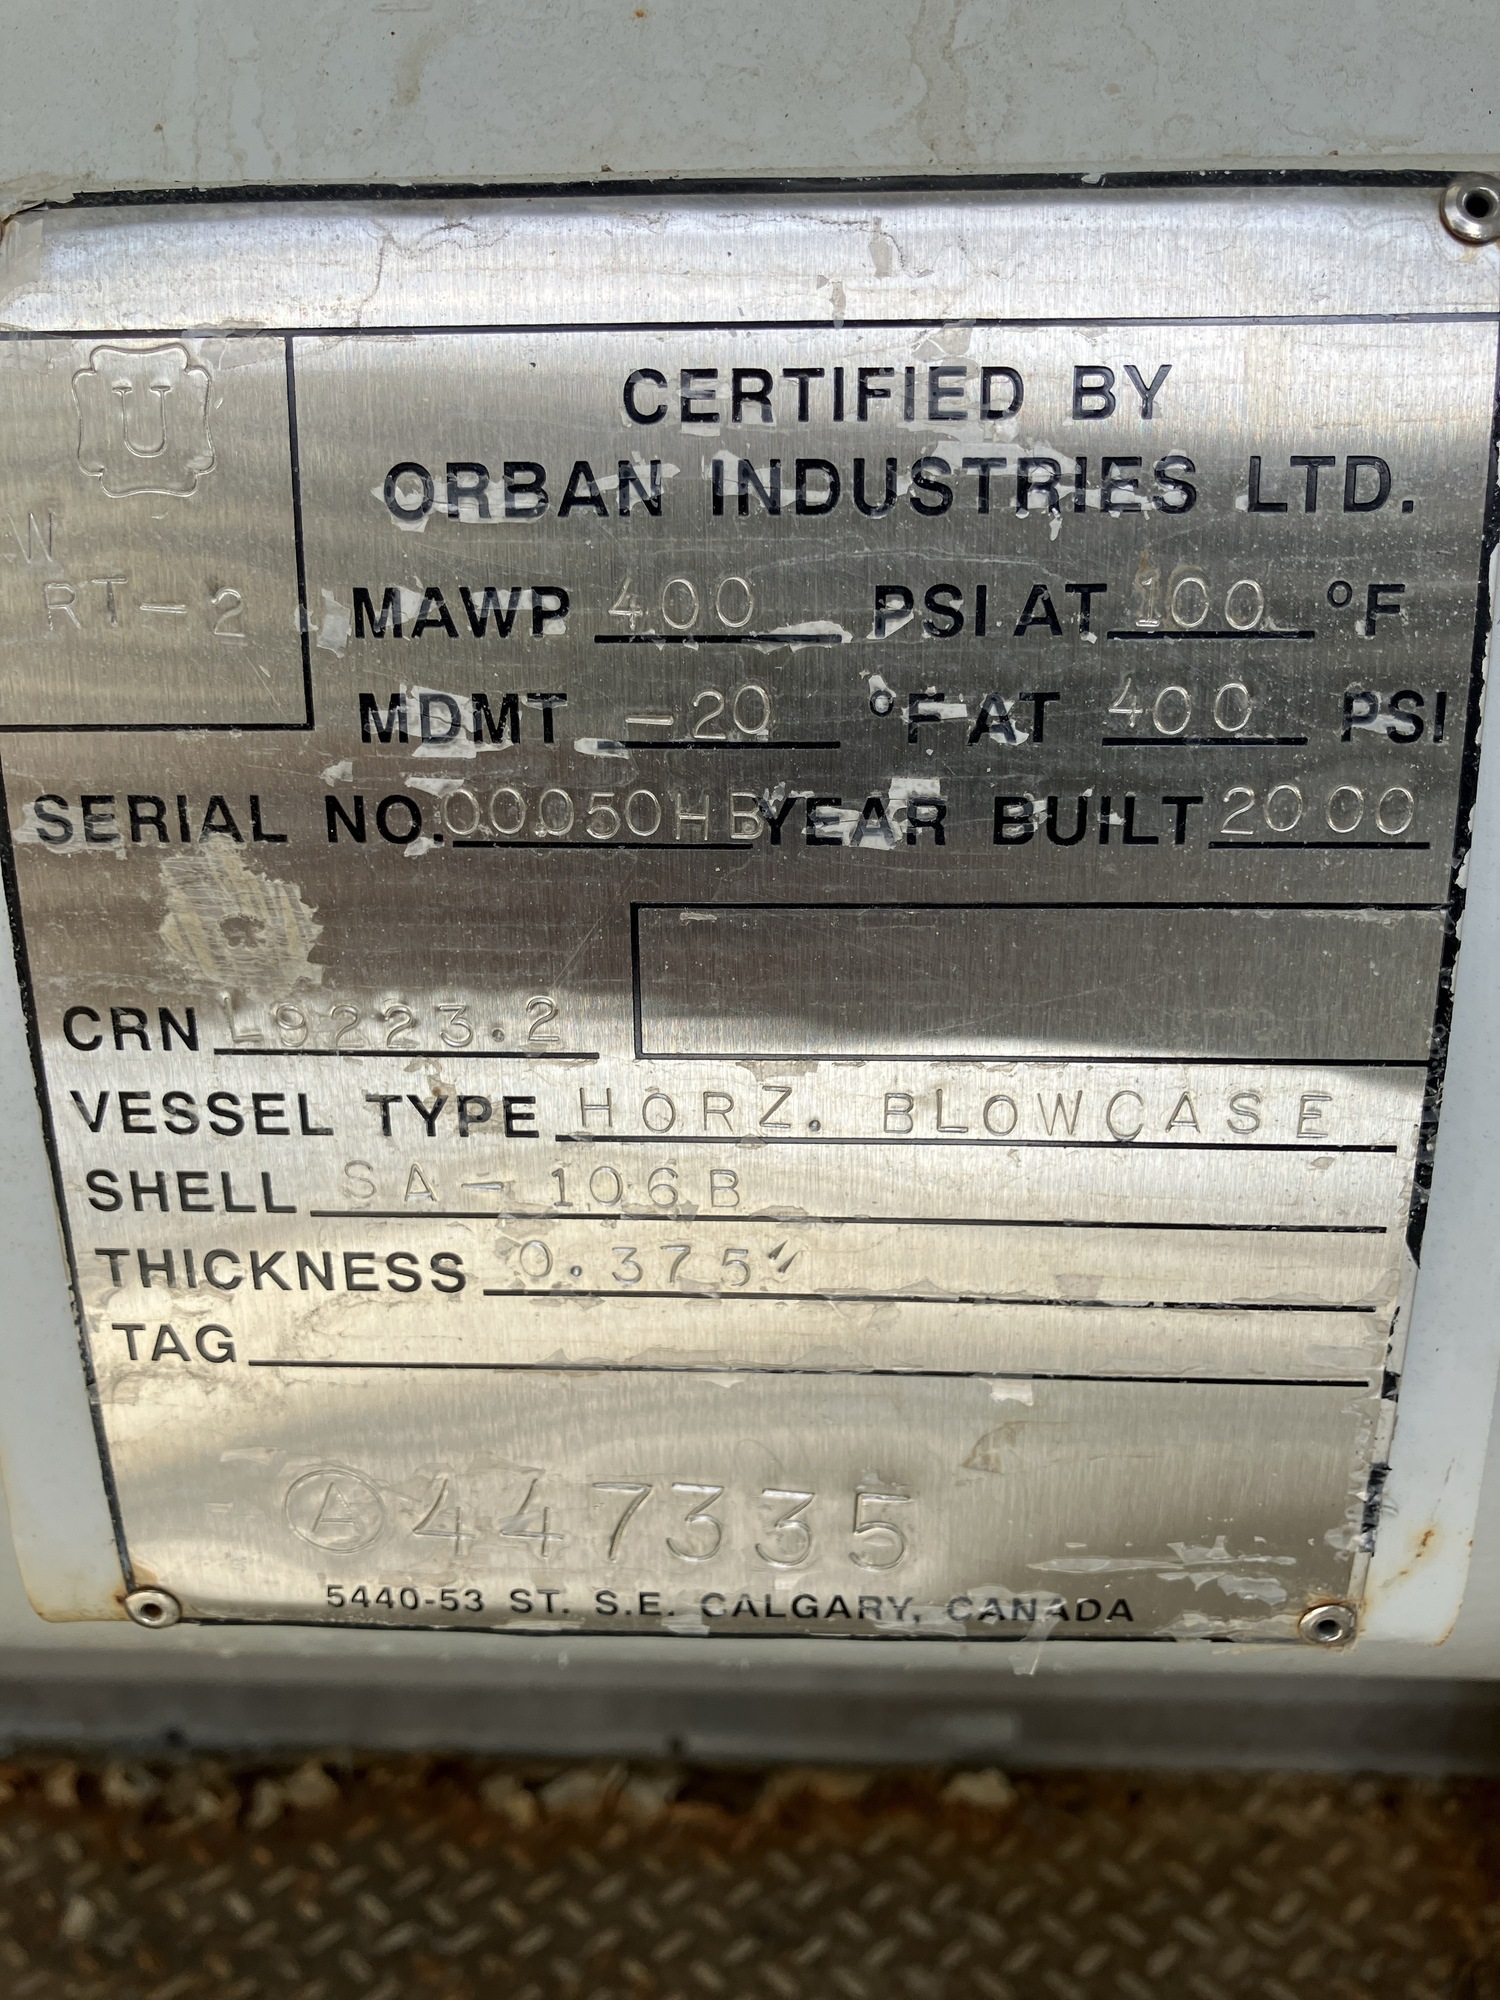 U
W
RT-2
CERTIFIED BY
ORBAN INDUSTRIES LTD.
MAWP 400 PSI AT 100 °F
MDMT -20 °F AT 400 PSI
SERIAL NO. 00050HB YEAR BUILT 2000
CRN L9223.2
VESSEL TYPE HORZ. BLOWCASE
SHELL SA-106B
THICKNESS 0.375"
TAG
A 447335
5440-53 ST. S.E. CALGARY, CANADA